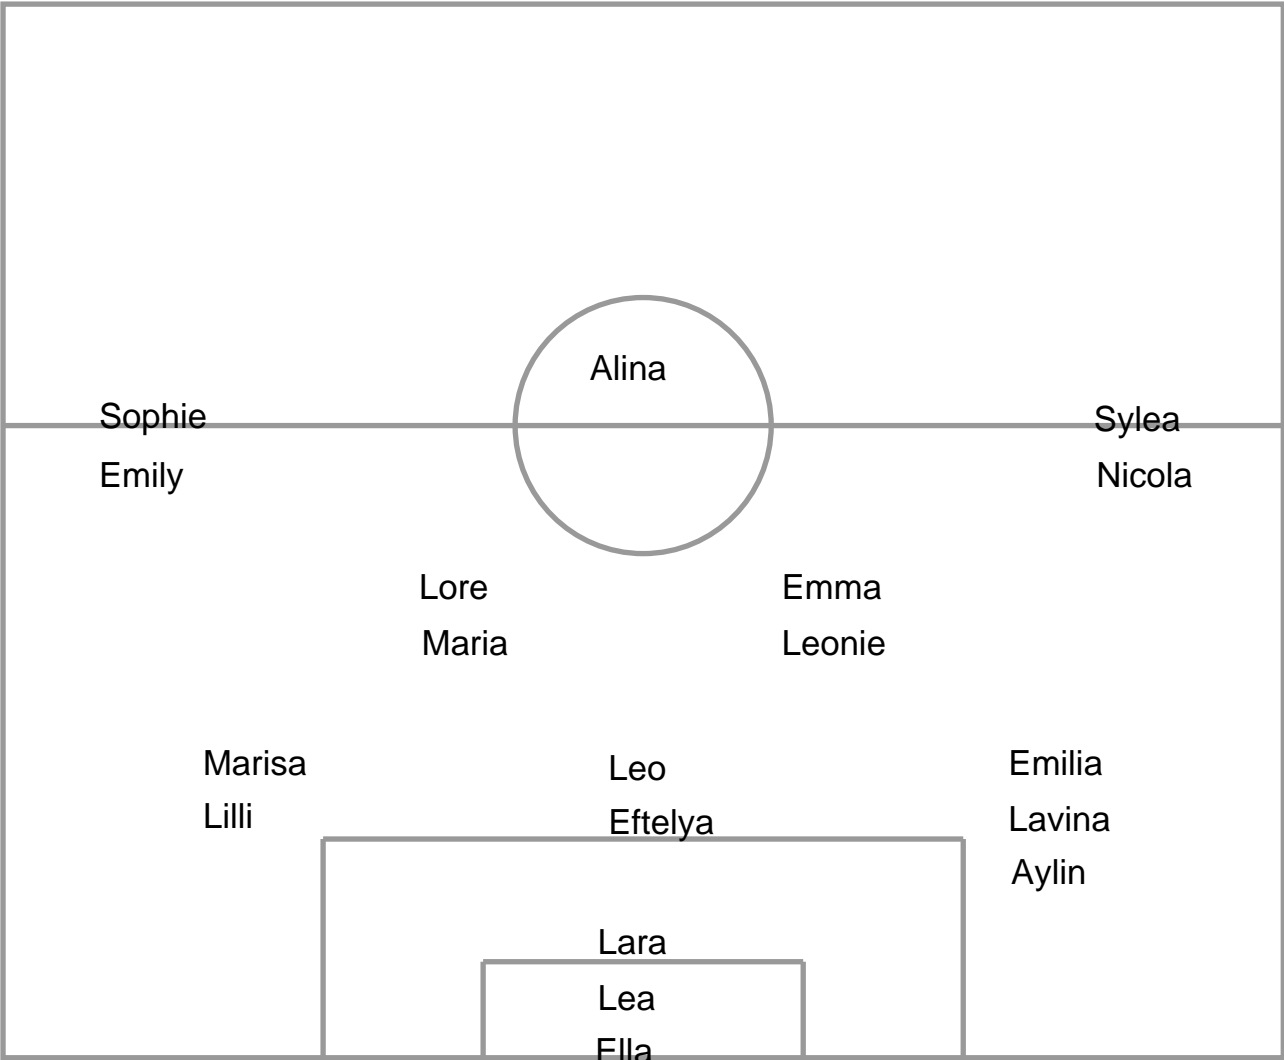 Alina
Sophie
Sylea
Emily
Nicola
Lore
Emma
Maria
Leonie
Marisa
Leo
Emilia
Lilli
Eftelya
Lavina
Aylin
Lara
Lea
Ella